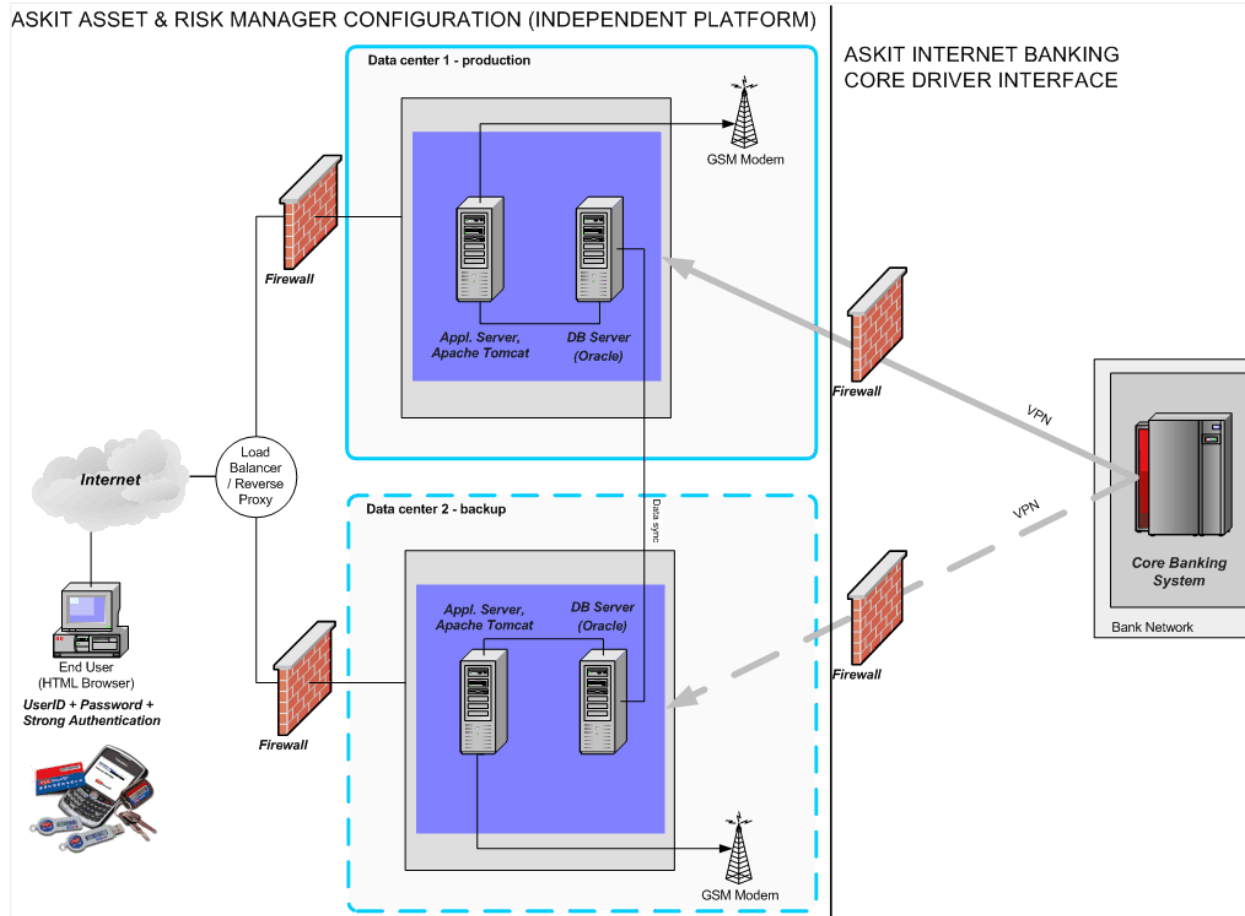 ASKIT ASSET & RISK MANAGER CONFIGURATION (INDEPENDENT PLATFORM)
ASKIT INTERNET BANKING
CORE DRIVER INTERFACE
Data center 1 - production
GSM Modem
Firewall
Appl. Server,
Apache Tomcat
DB Server
(Oracle)
Firewall
VPN
Load
Balancer
/ Reverse
Proxy
Internet
Data center 2 - backup
Data sync
VPN
Core Banking
System
Bank Network
Appl. Server,
Apache Tomcat
DB Server
(Oracle)
End User
(HTML Browser)
UserID + Password +
Strong Authentication
Firewall
Firewall
GSM Modem